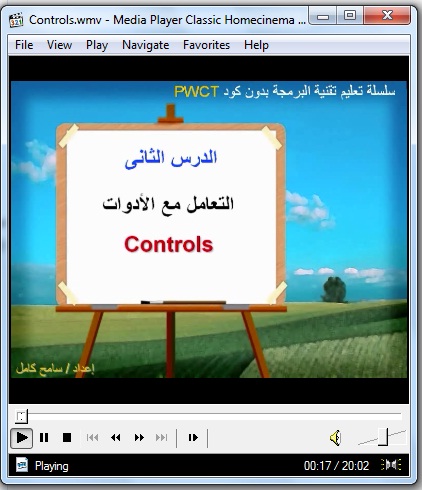 Controls.wmv - Media Player Classic Homecinema ...
File View Play Navigate Favorites Help
سلسلة تعليم تقنية البرمجة بدون كود PWCT
الدرس الثانى
التعامل مع الأدوات
Controls
إعداد / سامح كامل
Playing 00:17 / 20:02